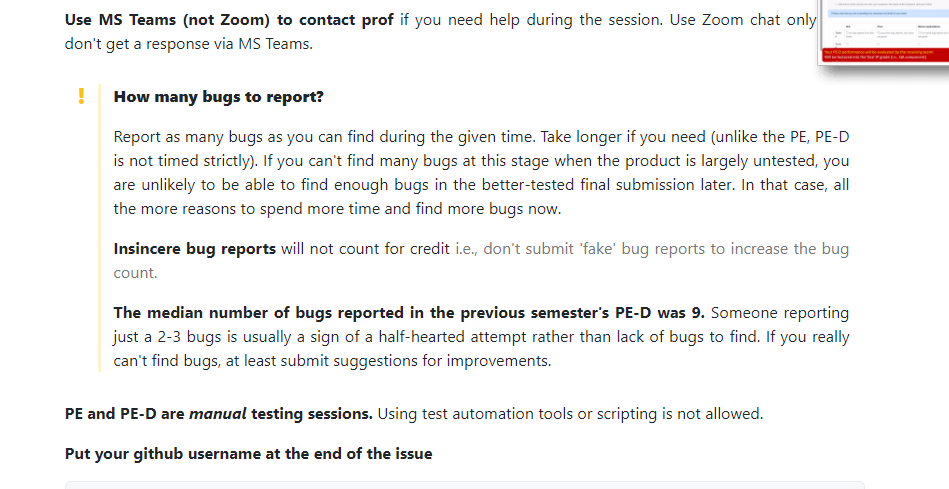 Use MS Teams (not Zoom) to contact prof if you need help during the session. Use Zoom chat only
don't get a response via MS Teams.
How many bugs to report?
Report as many bugs as you can find during the given time. Take longer if you need (unlike the PE, PE-D
is not timed strictly). If you can't find many bugs at this stage when the product is largely untested, you
are unlikely to be able to find enough bugs in the better-tested final submission later. In that case, all
the more reasons to spend more time and find more bugs now.
Insincere bug reports will not count for credit i.e., don't submit 'fake' bug reports to increase the bug
count.
The median number of bugs reported in the previous semester's PE-D was 9. Someone reporting
just a 2-3 bugs is usually a sign of a half-hearted attempt rather than lack of bugs to find. If you really
can't find bugs, at least submit suggestions for improvements.
PE and PE-D are manual testing sessions. Using test automation tools or scripting is not allowed.
Put your github username at the end of the issue